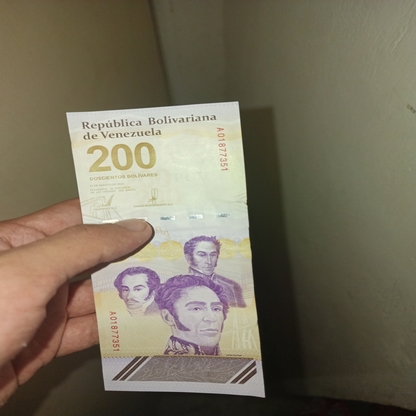 República Bolivariana
de Venezuela
200
DOSCIENTOS BOLÍVARES
A01877351
A01877351